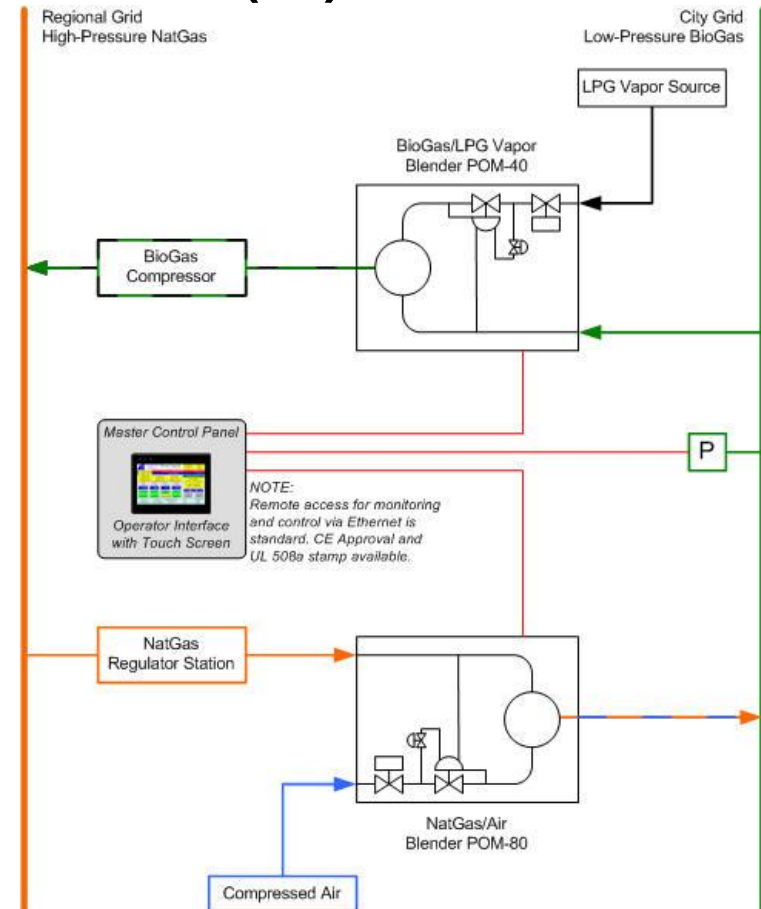 Regional Grid
High-Pressure NatGas
City Grid
Low-Pressure BioGas
LPG Vapor Source
BioGas/LPG Vapor
Blender POM-40
BioGas
Compressor
Master Control Panel
P
Operator Interface
with Touch Screen
NOTE:
Remote access for monitoring
and control via Ethernet is
standard. CE Approval and
UL 508a stamp available.
NatGas
Regulator Station
NatGas/Air
Blender POM-80
Compressed Air